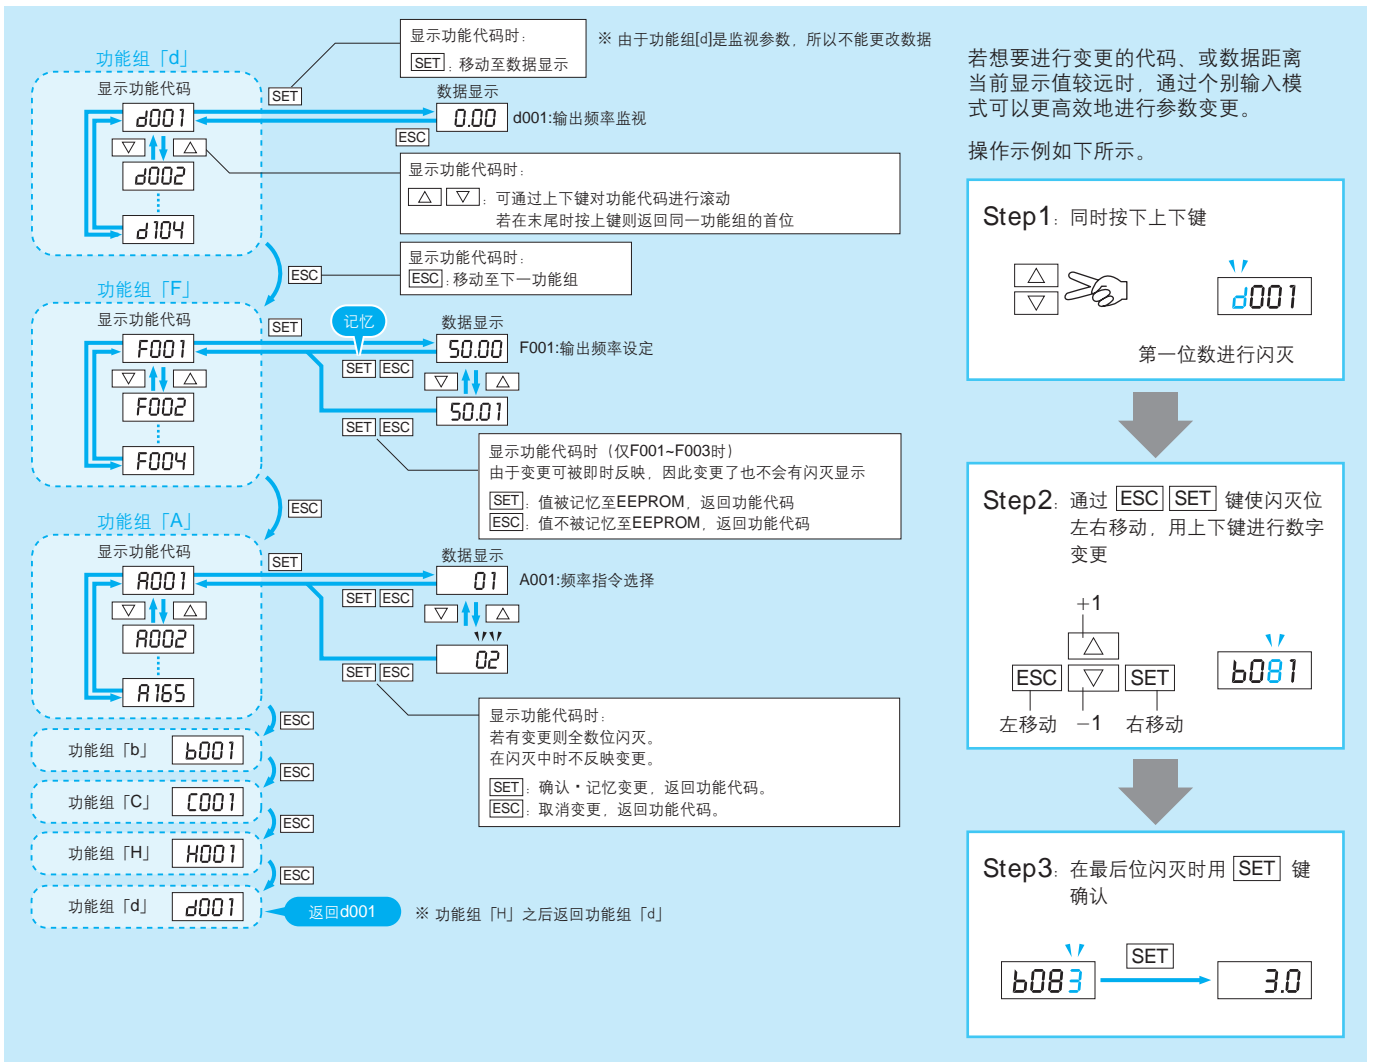 功能组「d」
显示功能代码
d001
d002
d104
SET
显示功能代码时:
SET: 移动至数据显示
※ 由于功能组[d]是监视参数, 所以不能更改数据
数据显示
0.00
d001:输出频率监视
ESC
显示功能代码时:
△ ▽: 可通过上下键对功能代码进行滚动
若在末尾时按上键则返回同一功能组的首位
ESC
显示功能代码时:
ESC: 移动至下一功能组
功能组「F」
显示功能代码
F001
F002
F004
SET
记忆
SET ESC
数据显示
50.00
F001:输出频率设定
50.01
SET ESC
显示功能代码时 (仅F001~F003时)
由于变更可被即时反映, 因此变更了也不会有闪灭显示
SET: 值被记忆至EEPROM, 返回功能代码
ESC: 值不被记忆至EEPROM, 返回功能代码
ESC
功能组「A」
显示功能代码
A001
A002
A165
SET
SET ESC
数据显示
01
A001:频率指令选择
02
SET ESC
显示功能代码时:
若有变更则全数位闪灭。
在闪灭中时不反映变更。
SET: 确认・记忆变更, 返回功能代码。
ESC: 取消变更, 返回功能代码。
ESC
功能组「b」 b001
ESC
功能组「C」 C001
ESC
功能组「H」 H001
ESC
功能组「d」 d001
返回d001
※ 功能组「H」之后返回功能组「d」
若想要进行变更的代码、或数据距离
当前显示值较远时, 通过个别输入模
式可以更高效地进行参数变更。
操作示例如下所示。
Step1: 同时按下上下键
d001
第一位数进行闪灭
Step2: 通过 ESC SET 键使闪灭位
左右移动, 用上下键进行数字
变更
+1
ESC SET
左移动 −1 右移动
b081
Step3: 在最后位闪灭时用 SET 键
确认
b083
SET
3.0